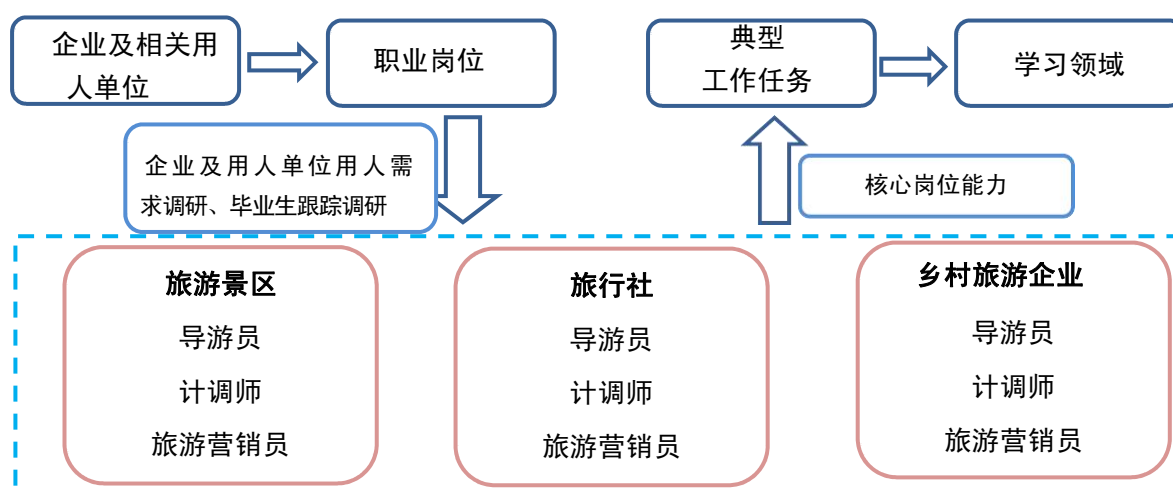 企业及相关用
人单位
职业岗位
典型
工作任务
学习领域
企业及用人单位用人需
求调研、毕业生跟踪调研
核心岗位能力
旅游景区
导游员
计调师
旅游营销员
旅行社
导游员
计调师
旅游营销员
乡村旅游企业
导游员
计调师
旅游营销员